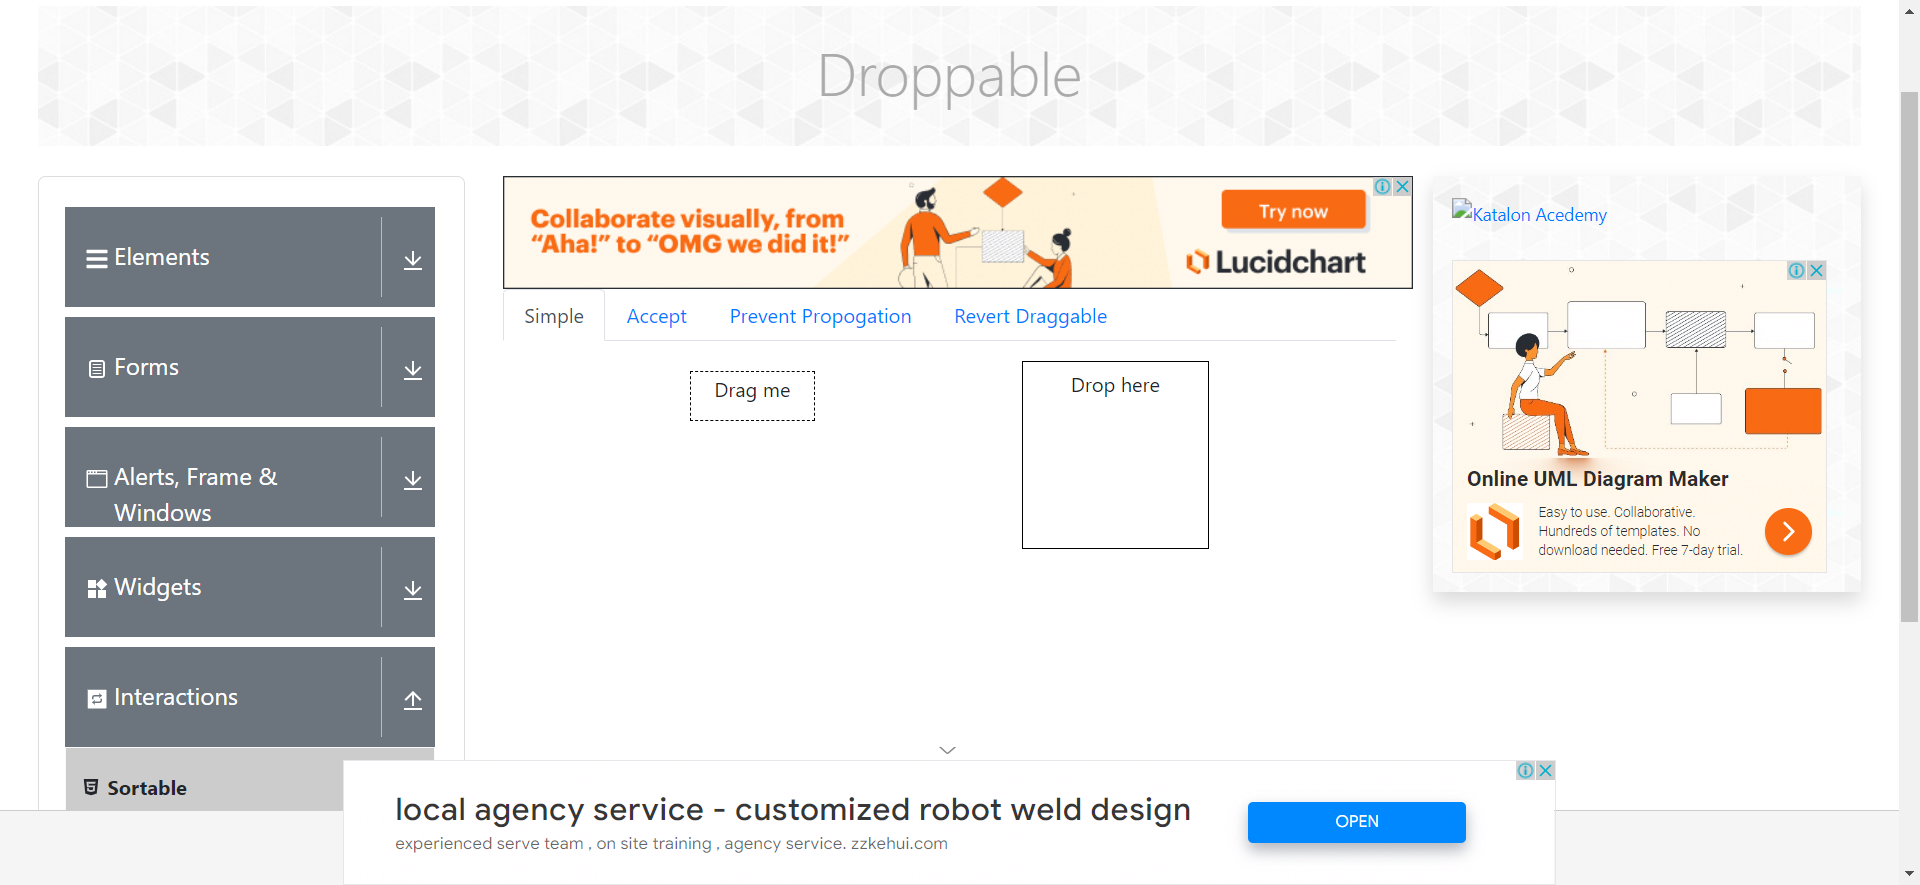 Droppable
Elements
Forms
Alerts, Frame &
Windows
Widgets
Interactions
Sortable
Collaborate visually, from
“Aha!” to “OMG we did it!”
Try now
Lucidchart
Simple
Accept
Prevent Propogation
Revert Draggable
Drag me
Drop here
Katalon Acedemy
Online UML Diagram Maker
Easy to use. Collaborative.
Hundreds of templates. No
download needed. Free 7-day trial.
local agency service - customized robot weld design
experienced serve team , on site training , agency service. zzkehui.com
OPEN